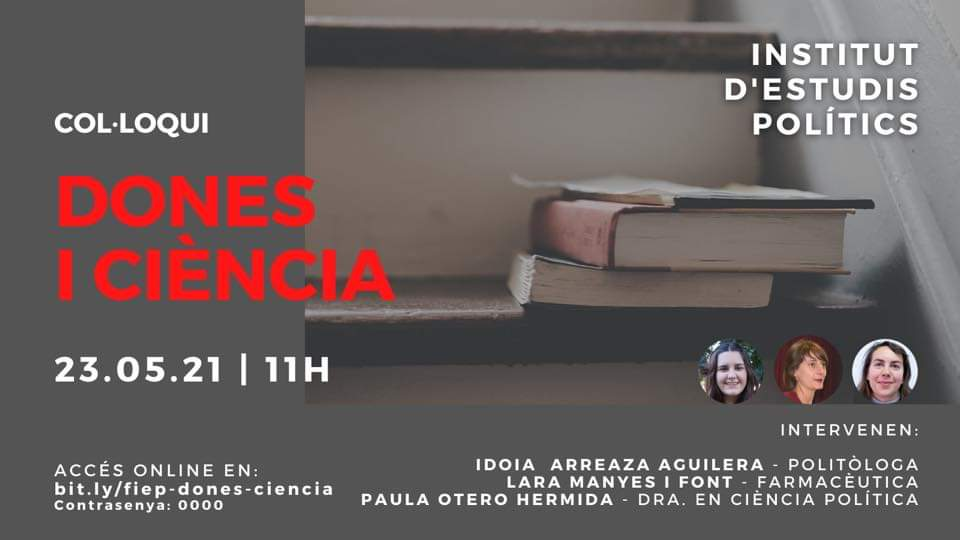 COL·LOQUI
DONES
I CIÈNCIA
23.05.21 | 11H
ACCÉS ONLINE EN:
bit.ly/fiep-dones-ciencia
Contrasenya: 0000
INSTITUT
D'ESTUDIS
POLÍTICS
INTERVENEN:
IDOIA ARREAZA AGUILERA - POLITÒLOGA
LARA MANYES I FONT - FARMACÈUTICA
PAULA OTERO HERMIDA - DRA. EN CIÈNCIA POLÍTICA